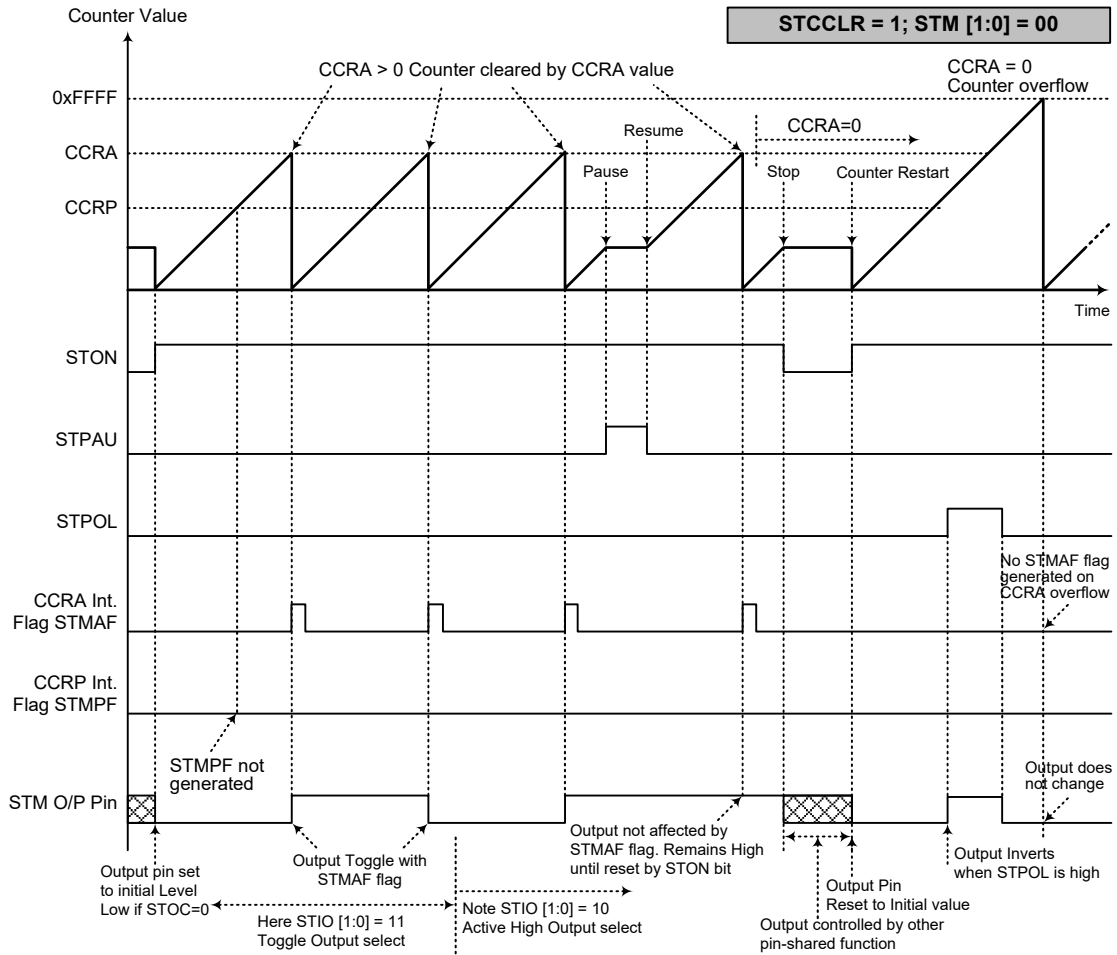 Counter Value
STCCLR = 1; STM [1:0] = 00
CCRA > 0 Counter cleared by CCRA value
CCRA = 0
Counter overflow
0xFFFF
Resume
CCRA=0
CCRA
Pause
Stop
Counter Restart
CCRP
Time
STON
STPAU
STPOL
No STMAF flag
generated on
CCRA overflow
CCRA Int.
Flag STMAF
CCRP Int.
Flag STMPF
STMPF not
generated
Output does
not change
STM O/P Pin
Output pin set
to initial Level
Low if STOC=0
Output Toggle with
STMAF flag
Output not affected by
STMAF flag. Remains High
until reset by STON bit
Output Inverts
when STPOL is high
Output Pin
Reset to Initial value
Here STIO [1:0] = 11
Toggle Output select
Note STIO [1:0] = 10
Active High Output select
Output controlled by other
pin-shared function